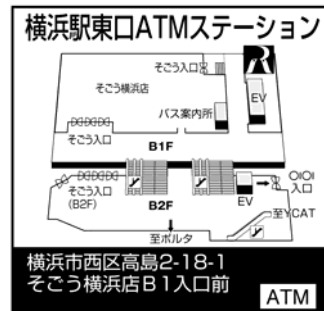 横浜駅東口ATMステーション
そごう入口
R
そごう横浜店
EV
バス案内所
そごう入口
B1F
OIOI
入口
そごう入口
(B2F)
B2F
EV
至YCAT
至ポルタ
横浜市西区高島2-18-1
そごう横浜店B1入口前
ATM